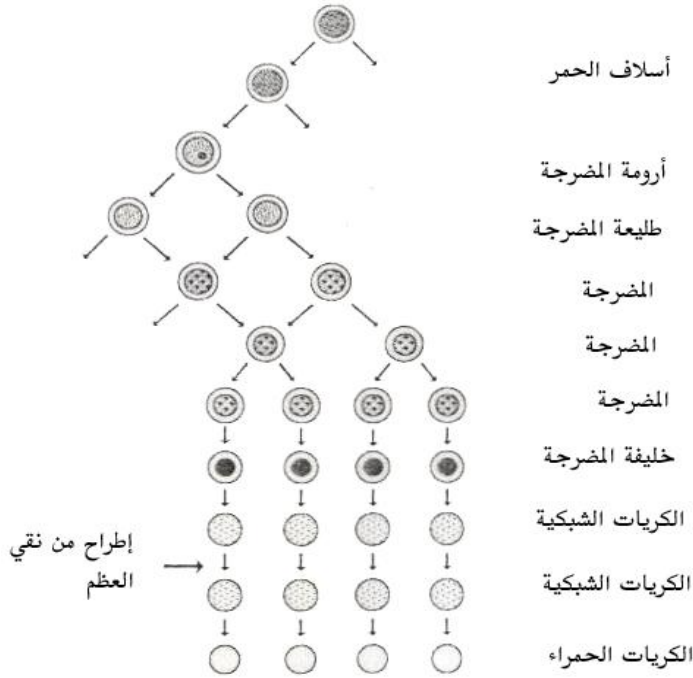 أسلاف الحمر
أرومة المضرجة
طليعة المضرجة
المضرجة
المضرجة
المضرجة
خليفة المضرجة
الكريات الشبكية
إطراح من نقي
العظم
الكريات الشبكية
الكريات الحمراء